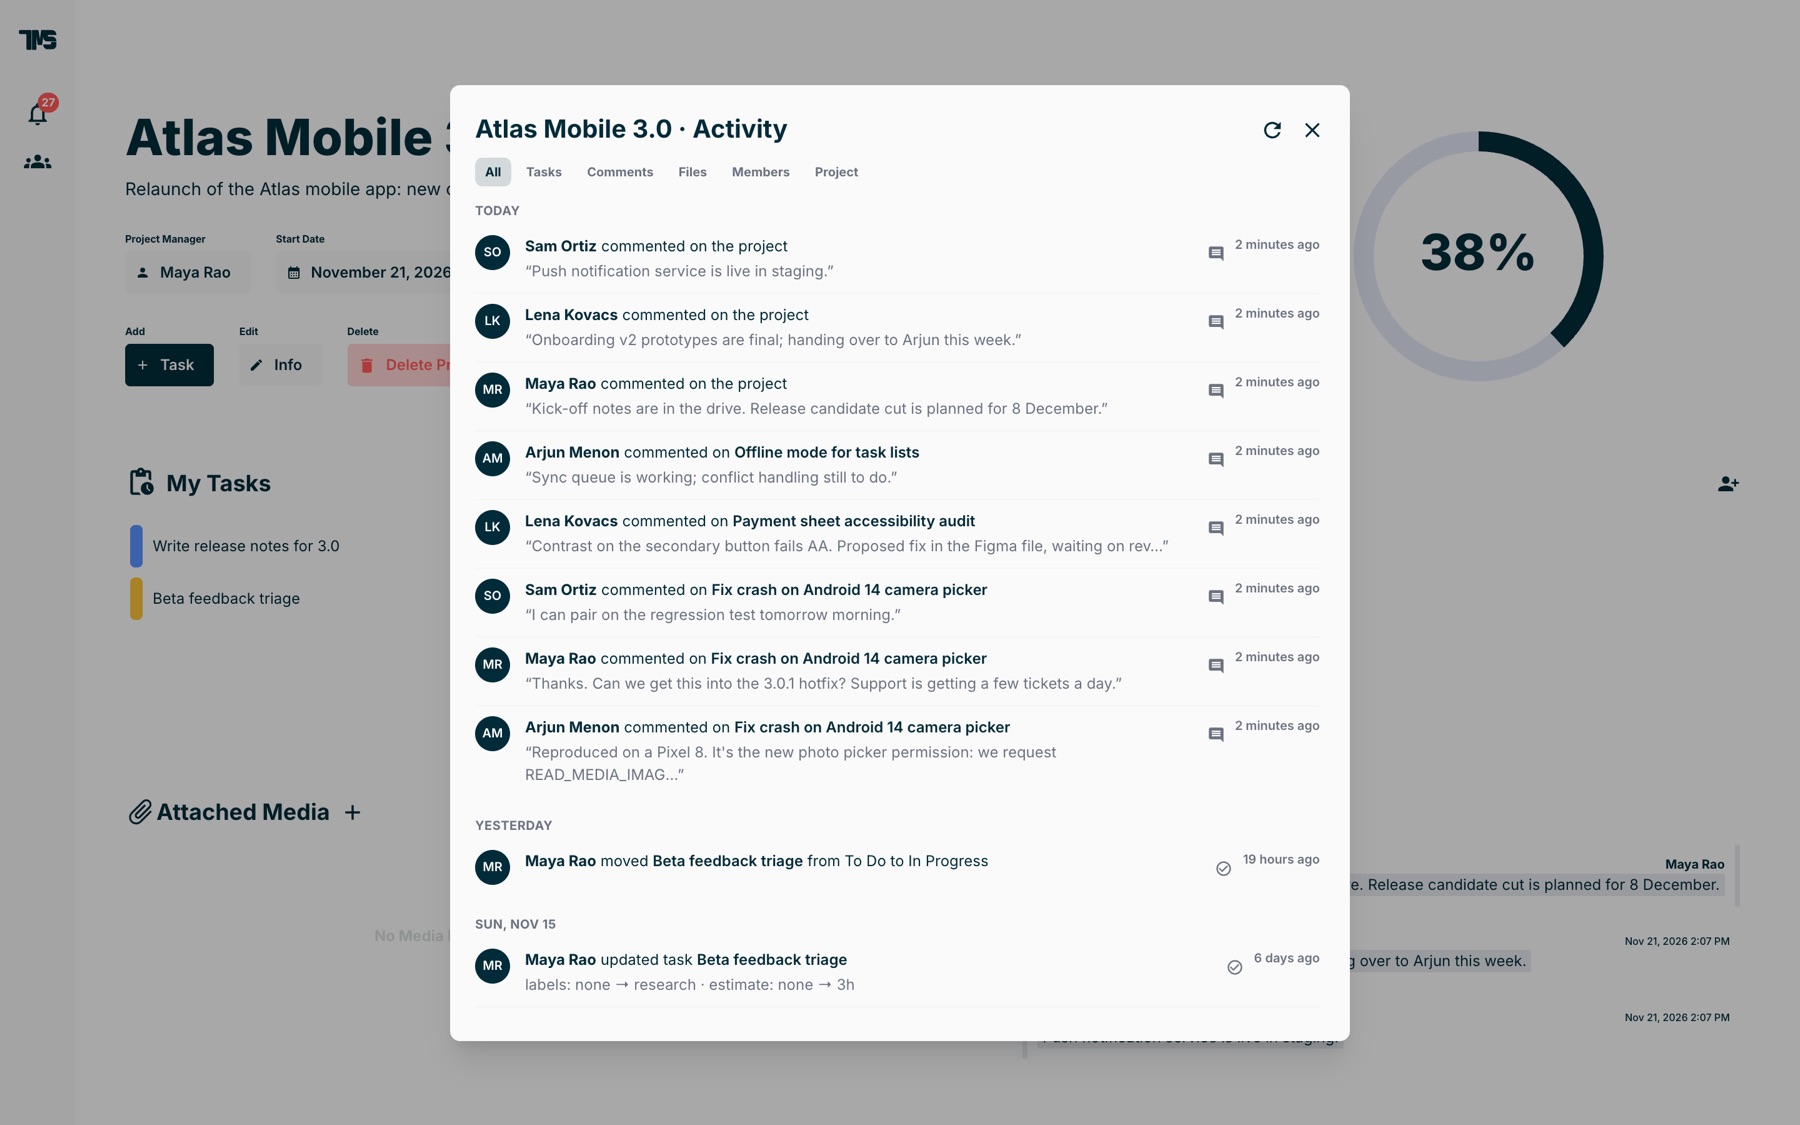 TMS
27
Atlas Mobile
Relaunch of the Atlas mobile app: new
Project Manager
Maya Rao
Start Date
November 21, 2026
Add
Task
Edit
Info
Delete
Delete
My Tasks
Write release notes for 3.0
Beta feedback triage
Attached Media
No Media
38%
Atlas Mobile 3.0 · Activity
All Tasks Comments Files Members Project
TODAY
SO
Sam Ortiz commented on the project
2 minutes ago
“Push notification service is live in staging.”
LK
Lena Kovacs commented on the project
2 minutes ago
“Onboarding v2 prototypes are final; handing over to Arjun this week.”
MR
Maya Rao commented on the project
2 minutes ago
“Kick-off notes are in the drive. Release candidate cut is planned for 8 December.”
AM
Arjun Menon commented on Offline mode for task lists
2 minutes ago
“Sync queue is working; conflict handling still to do.”
LK
Lena Kovacs commented on Payment sheet accessibility audit
2 minutes ago
“Contrast on the secondary button fails AA. Proposed fix in the Figma file, waiting on rev...”
SO
Sam Ortiz commented on Fix crash on Android 14 camera picker
2 minutes ago
“I can pair on the regression test tomorrow morning.”
MR
Maya Rao commented on Fix crash on Android 14 camera picker
2 minutes ago
“Thanks. Can we get this into the 3.0.1 hotfix? Support is getting a few tickets a day.”
AM
Arjun Menon commented on Fix crash on Android 14 camera picker
2 minutes ago
“Reproduced on a Pixel 8. It's the new photo picker permission: we request
READ_MEDIA_IMAG...”
YESTERDAY
MR
Maya Rao moved Beta feedback triage from To Do to In Progress
19 hours ago
SUN, NOV 15
MR
Maya Rao updated task Beta feedback triage
6 days ago
labels: none → research · estimate: none → 3h
Maya Rao
Release candidate cut is planned for 8 December.
Nov 21, 2026 2:07 PM
over to Arjun this week.
Nov 21, 2026 2:07 PM